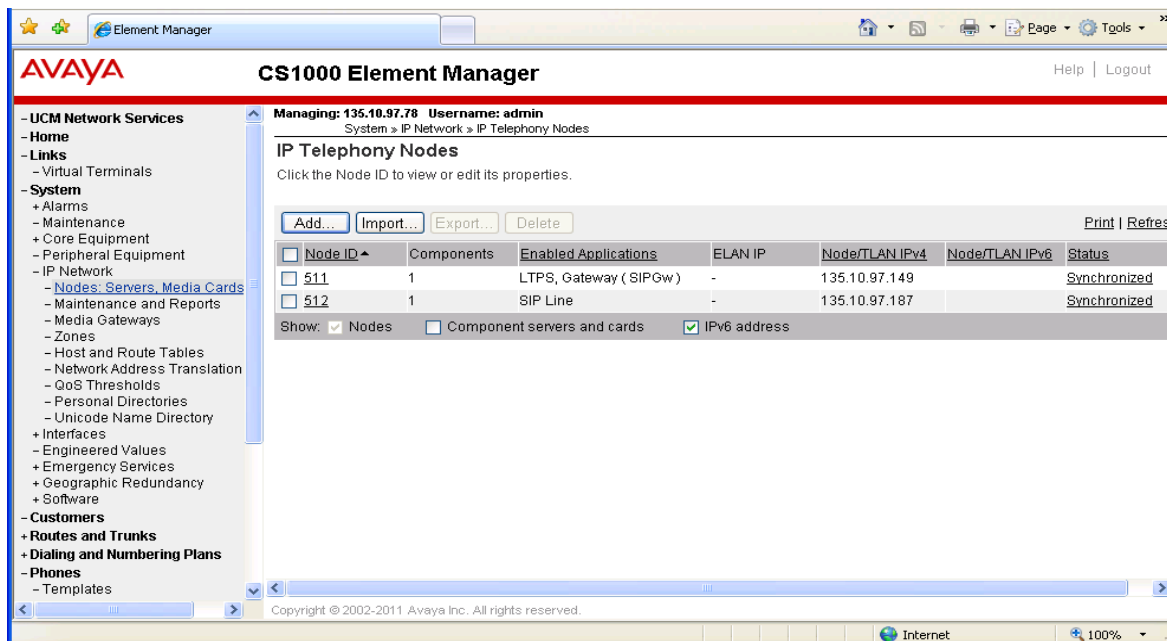 Element Manager
Page
Tools
»
AVAYA
CS1000 Element Manager
Help | Logout
- UCM Network Services
- Home
- Links
- Virtual Terminals
- System
+ Alarms
- Maintenance
+ Core Equipment
- Peripheral Equipment
- IP Network
- Nodes: Servers, Media Cards
- Maintenance and Reports
- Media Gateways
- Zones
- Host and Route Tables
- Network Address Translation
- QoS Thresholds
- Personal Directories
- Unicode Name Directory
+ Interfaces
- Engineered Values
+ Emergency Services
+ Geographic Redundancy
+ Software
- Customers
+ Routes and Trunks
+ Dialing and Numbering Plans
- Phones
- Templates
Managing: 135.10.97.78 Username: admin
System » IP Network » IP Telephony Nodes
IP Telephony Nodes
Click the Node ID to view or edit its properties.
Add... Import... Export... Delete
Print | Refres
Node ID Components Enabled Applications ELAN IP Node/TLAN IPv4 Node/TLAN IPv6 Status
511 1 LTPS, Gateway ( SIPGw ) - 135.10.97.149 Synchronized
512 1 SIP Line - 135.10.97.187 Synchronized
Show: Nodes Component servers and cards IPv6 address
Copyright © 2002-2011 Avaya Inc. All rights reserved.
Internet
100%